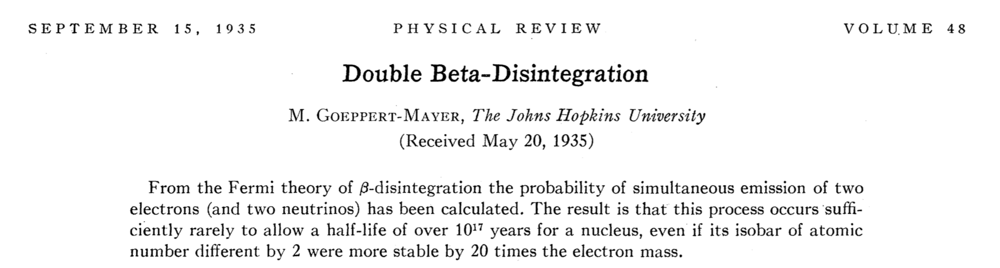 SEPTEMBER 15, 1935 PHYSICAL REVIEW VOLUME 48
Double Beta-Disintegration
M. GOEPPERT-MAYER, The Johns Hopkins University
(Received May 20, 1935)
From the Fermi theory of β-disintegration the probability of simultaneous emission of two
electrons (and two neutrinos) has been calculated. The result is that this process occurs suffi-
ciently rarely to allow a half-life of over 10¹⁷ years for a nucleus, even if its isobar of atomic
number different by 2 were more stable by 20 times the electron mass.